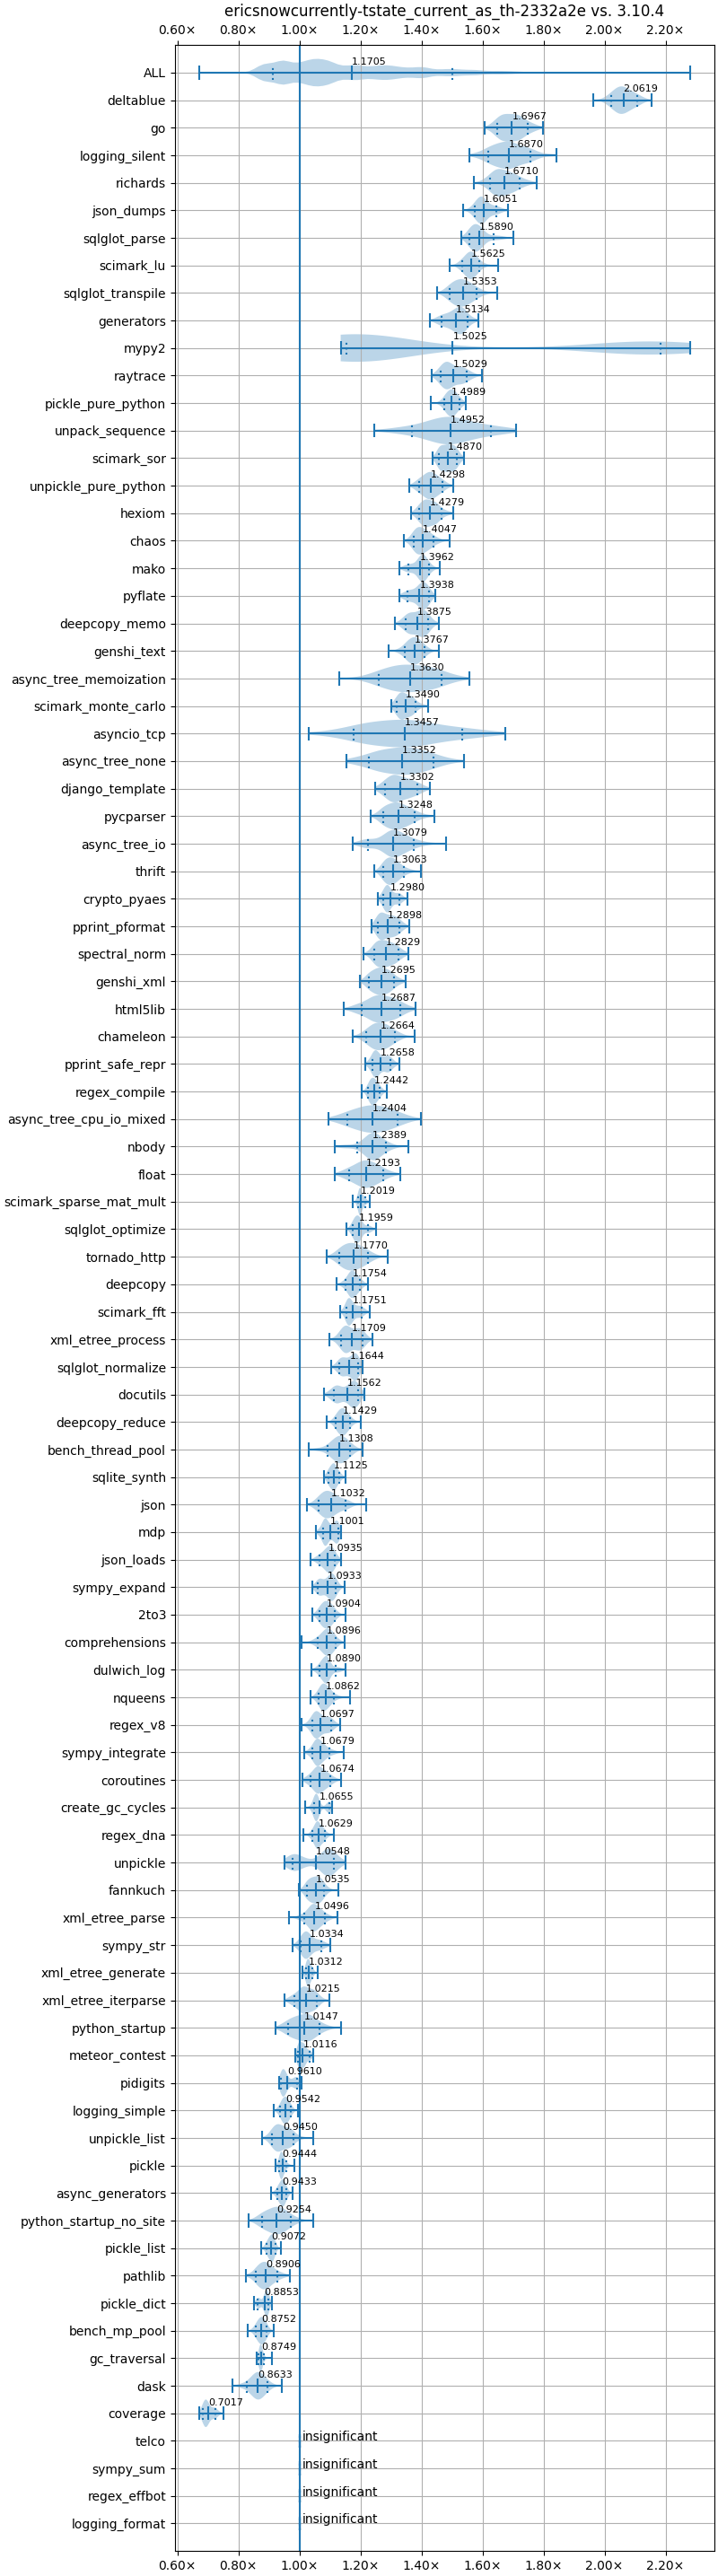 ericsnowcurrently-tstate_current_as_th-2332a2e vs. 3.10.4
0.60× 0.80× 1.00× 1.20× 1.40× 1.60× 1.80× 2.00× 2.20×
ALL 1.1705
deltablue 2.0619
go 1.6967
logging_silent 1.6870
richards 1.6710
json_dumps 1.6051
sqlglot_parse 1.5890
scimark_lu 1.5625
sqlglot_transpile 1.5353
generators 1.5134
mypy2 1.5025
raytrace 1.5029
pickle_pure_python 1.4989
unpack_sequence 1.4952
scimark_sor 1.4870
unpickle_pure_python 1.4298
hexiom 1.4279
chaos 1.4047
mako 1.3962
pyflate 1.3938
deepcopy_memo 1.3875
genshi_text 1.3767
async_tree_memoization 1.3630
scimark_monte_carlo 1.3490
asyncio_tcp 1.3457
async_tree_none 1.3352
django_template 1.3302
pycparser 1.3248
async_tree_io 1.3079
thrift 1.3063
crypto_pyaes 1.2980
pprint_pformat 1.2898
spectral_norm 1.2829
genshi_xml 1.2695
html5lib 1.2687
chameleon 1.2664
pprint_safe_repr 1.2658
regex_compile 1.2442
async_tree_cpu_io_mixed 1.2404
nbody 1.2389
float 1.2193
scimark_sparse_mat_mult 1.2019
sqlglot_optimize 1.1959
tornado_http 1.1770
deepcopy 1.1754
scimark_fft 1.1751
xml_etree_process 1.1709
sqlglot_normalize 1.1644
docutils 1.1562
deepcopy_reduce 1.1429
bench_thread_pool 1.1308
sqlite_synth 1.1125
json 1.1032
mdp 1.1001
json_loads 1.0935
sympy_expand 1.0933
2to3 1.0904
comprehensions 1.0896
dulwich_log 1.0890
nqueens 1.0862
regex_v8 1.0697
sympy_integrate 1.0679
coroutines 1.0674
create_gc_cycles 1.0655
regex_dna 1.0629
unpickle 1.0548
fannkuch 1.0535
xml_etree_parse 1.0496
sympy_str 1.0334
xml_etree_generate 1.0312
xml_etree_iterparse 1.0215
python_startup 1.0147
meteor_contest 1.0116
pidigits 0.9610
logging_simple 0.9542
unpickle_list 0.9450
pickle 0.9444
async_generators 0.9433
python_startup_no_site 0.9254
pickle_list 0.9072
pathlib 0.8906
pickle_dict 0.8853
bench_mp_pool 0.8752
gc_traversal 0.8749
dask 0.8633
coverage 0.7017
telco insignificant
sympy_sum insignificant
regex_effbot insignificant
logging_format insignificant
0.60× 0.80× 1.00× 1.20× 1.40× 1.60× 1.80× 2.00× 2.20×